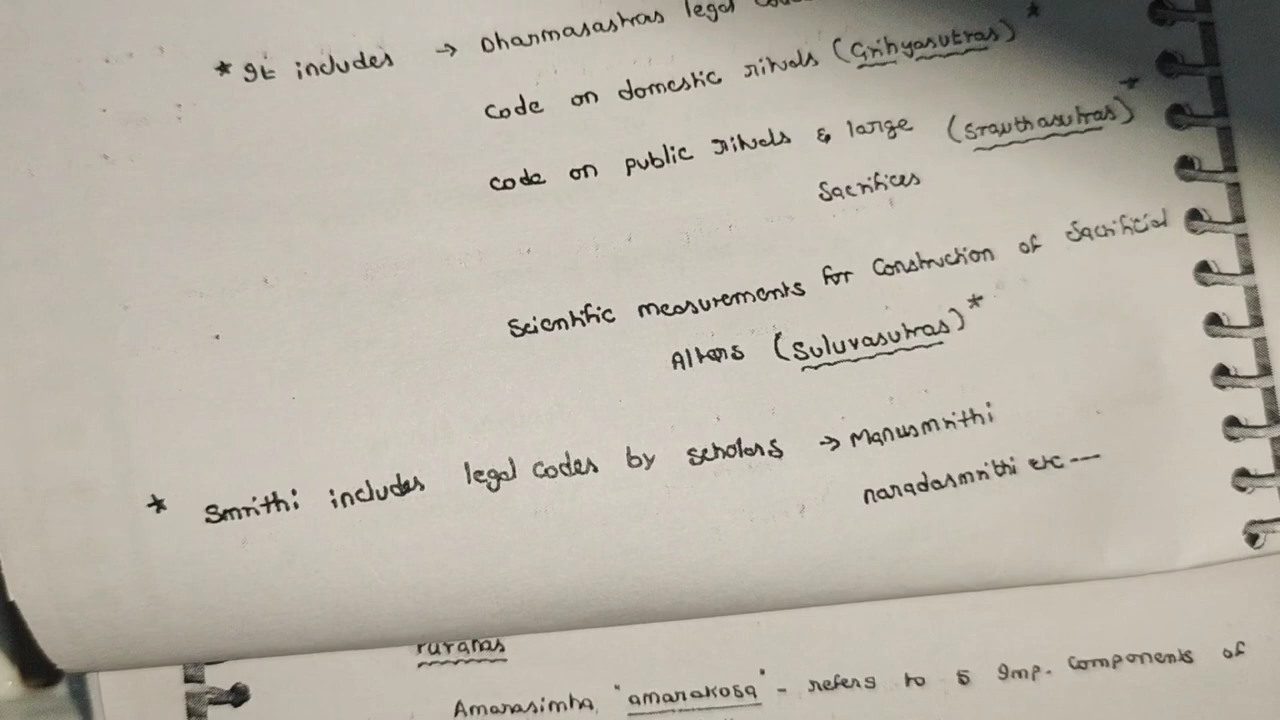 * It includes → Dharmasastras legal
code on domestic rituals (Grihyasutras) *
code on public rituals & large (Srauthasutras) *
Sacrifices
Scientific measurements for Construction of Sacrificial
Altars (Suluvasutras) *
* Smrithi includes legal codes by scholars → Manusmrithi
naradasmrithi etc ---
Puranas
Amarasimha "amarakosa" - refers to 5 Imp. Components of